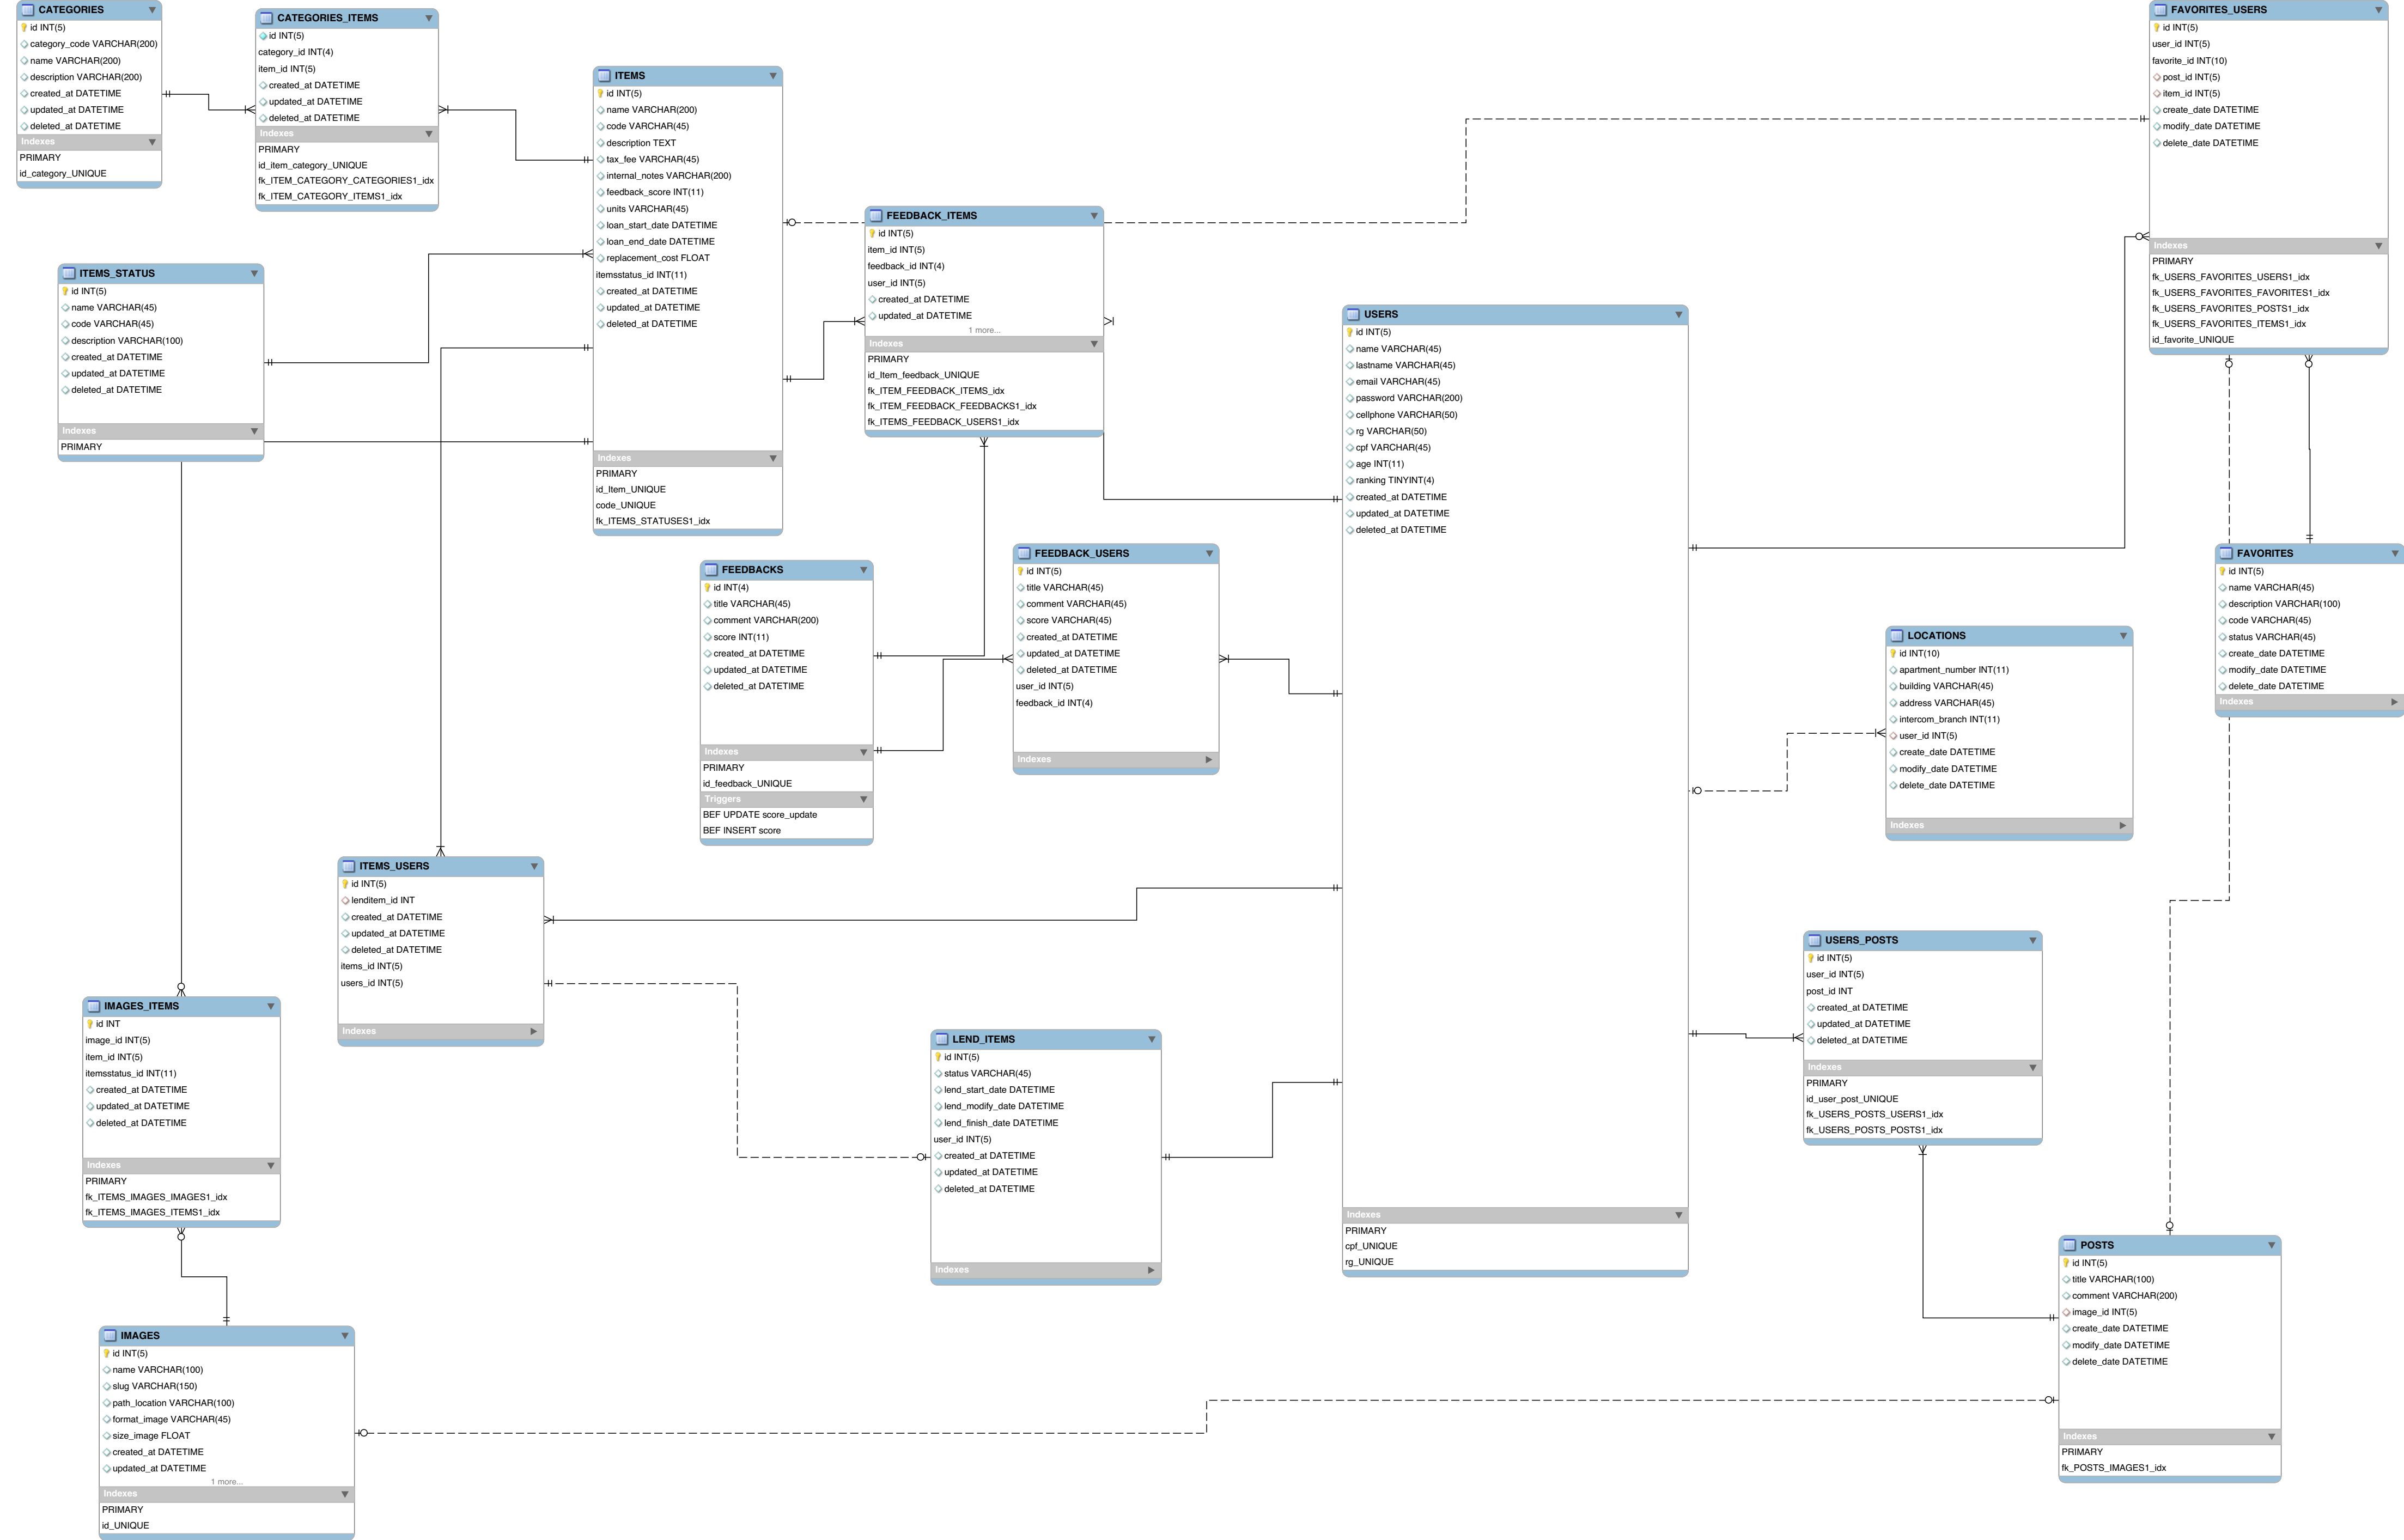 CATEGORIES
id INT(5)
category_code VARCHAR(200)
name VARCHAR(200)
description VARCHAR(200)
created_at DATETIME
updated_at DATETIME
deleted_at DATETIME
Indexes
PRIMARY
id_category_UNIQUE
CATEGORIES_ITEMS
id INT(5)
category_id INT(4)
item_id INT(5)
created_at DATETIME
updated_at DATETIME
deleted_at DATETIME
Indexes
PRIMARY
id_item_category_UNIQUE
fk_ITEM_CATEGORY_CATEGORIES1_idx
fk_ITEM_CATEGORY_ITEMS1_idx
ITEMS
id INT(5)
name VARCHAR(200)
code VARCHAR(45)
description TEXT
tax_fee VARCHAR(45)
internal_notes VARCHAR(200)
feedback_score INT(11)
units VARCHAR(45)
loan_start_date DATETIME
loan_end_date DATETIME
replacement_cost FLOAT
itemsstatus_id INT(11)
created_at DATETIME
updated_at DATETIME
deleted_at DATETIME
Indexes
PRIMARY
id_Item_UNIQUE
code_UNIQUE
fk_ITEMS_STATUSES1_idx
FAVORITES_USERS
id INT(5)
user_id INT(5)
favorite_id INT(10)
post_id INT(5)
item_id INT(5)
create_date DATETIME
modify_date DATETIME
delete_date DATETIME
Indexes
PRIMARY
fk_USERS_FAVORITES_USERS1_idx
fk_USERS_FAVORITES_FAVORITES1_idx
fk_USERS_FAVORITES_POSTS1_idx
fk_USERS_FAVORITES_ITEMS1_idx
id_favorite_UNIQUE
ITEMS_STATUS
id INT(5)
name VARCHAR(45)
code VARCHAR(45)
description VARCHAR(100)
created_at DATETIME
updated_at DATETIME
deleted_at DATETIME
Indexes
PRIMARY
FEEDBACK_ITEMS
id INT(5)
item_id INT(5)
feedback_id INT(4)
user_id INT(5)
created_at DATETIME
updated_at DATETIME
1 more...
Indexes
PRIMARY
id_Item_feedback_UNIQUE
fk_ITEM_FEEDBACK_ITEMS_idx
fk_ITEM_FEEDBACK_FEEDBACKS1_idx
fk_ITEMS_FEEDBACK_USERS1_idx
USERS
id INT(5)
name VARCHAR(45)
lastname VARCHAR(45)
email VARCHAR(45)
password VARCHAR(200)
cellphone VARCHAR(50)
rg VARCHAR(50)
cpf VARCHAR(45)
age INT(11)
ranking TINYINT(4)
created_at DATETIME
updated_at DATETIME
deleted_at DATETIME
Indexes
PRIMARY
cpf_UNIQUE
rg_UNIQUE
FEEDBACKS
id INT(4)
title VARCHAR(45)
comment VARCHAR(200)
score INT(11)
created_at DATETIME
updated_at DATETIME
deleted_at DATETIME
Indexes
PRIMARY
id_feedback_UNIQUE
Triggers
BEF UPDATE score_update
BEF INSERT score
FEEDBACK_USERS
id INT(5)
title VARCHAR(45)
comment VARCHAR(45)
score VARCHAR(45)
created_at DATETIME
updated_at DATETIME
deleted_at DATETIME
user_id INT(5)
feedback_id INT(4)
Indexes
FAVORITES
id INT(5)
name VARCHAR(45)
description VARCHAR(100)
code VARCHAR(45)
status VARCHAR(45)
create_date DATETIME
modify_date DATETIME
delete_date DATETIME
Indexes
LOCATIONS
id INT(10)
apartment_number INT(11)
building VARCHAR(45)
address VARCHAR(45)
intercom_branch INT(11)
user_id INT(5)
create_date DATETIME
modify_date DATETIME
delete_date DATETIME
Indexes
ITEMS_USERS
id INT(5)
lenditem_id INT
created_at DATETIME
updated_at DATETIME
deleted_at DATETIME
items_id INT(5)
users_id INT(5)
Indexes
USERS_POSTS
id INT(5)
user_id INT(5)
post_id INT
created_at DATETIME
updated_at DATETIME
deleted_at DATETIME
Indexes
PRIMARY
id_user_post_UNIQUE
fk_USERS_POSTS_USERS1_idx
fk_USERS_POSTS_POSTS1_idx
IMAGES_ITEMS
id INT
image_id INT(5)
item_id INT(5)
itemsstatus_id INT(11)
created_at DATETIME
updated_at DATETIME
deleted_at DATETIME
Indexes
PRIMARY
fk_ITEMS_IMAGES_IMAGES1_idx
fk_ITEMS_IMAGES_ITEMS1_idx
LEND_ITEMS
id INT(5)
status VARCHAR(45)
lend_start_date DATETIME
lend_modify_date DATETIME
lend_finish_date DATETIME
user_id INT(5)
created_at DATETIME
updated_at DATETIME
deleted_at DATETIME
Indexes
POSTS
id INT(5)
title VARCHAR(100)
comment VARCHAR(200)
image_id INT(5)
create_date DATETIME
modify_date DATETIME
delete_date DATETIME
Indexes
PRIMARY
fk_POSTS_IMAGES1_idx
IMAGES
id INT(5)
name VARCHAR(100)
slug VARCHAR(150)
path_location VARCHAR(100)
format_image VARCHAR(45)
size_image FLOAT
created_at DATETIME
updated_at DATETIME
1 more...
Indexes
PRIMARY
id_UNIQUE